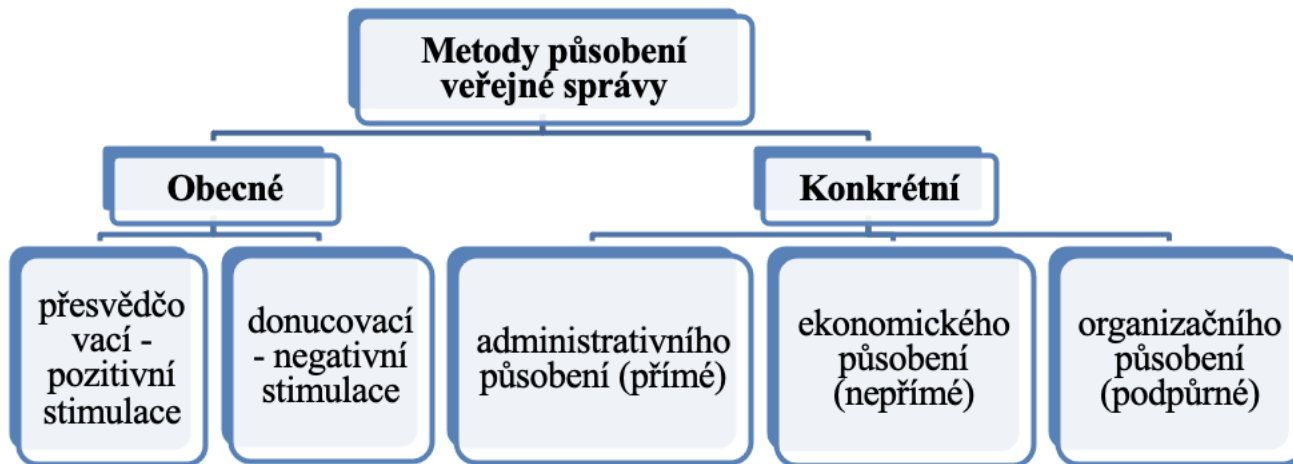 Metody působení
veřejné správy
Obecné
Konkrétní
přesvědčo
vací -
pozitivní
stimulace
donucovací
- negativní
stimulace
administrativního
působení (přímé)
ekonomického
působení
(nepřímé)
organizačního
působení
(podpůrné)